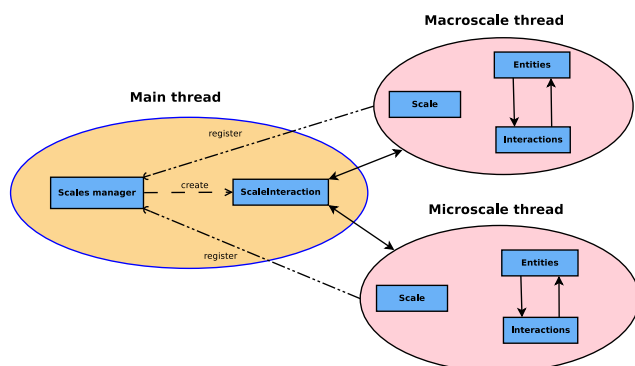 Macroscale thread
Entities
Scale
Main thread
register
Interactions
create
Scales manager
ScaleInteraction
Microscale thread
register
Entities
Scale
Interactions